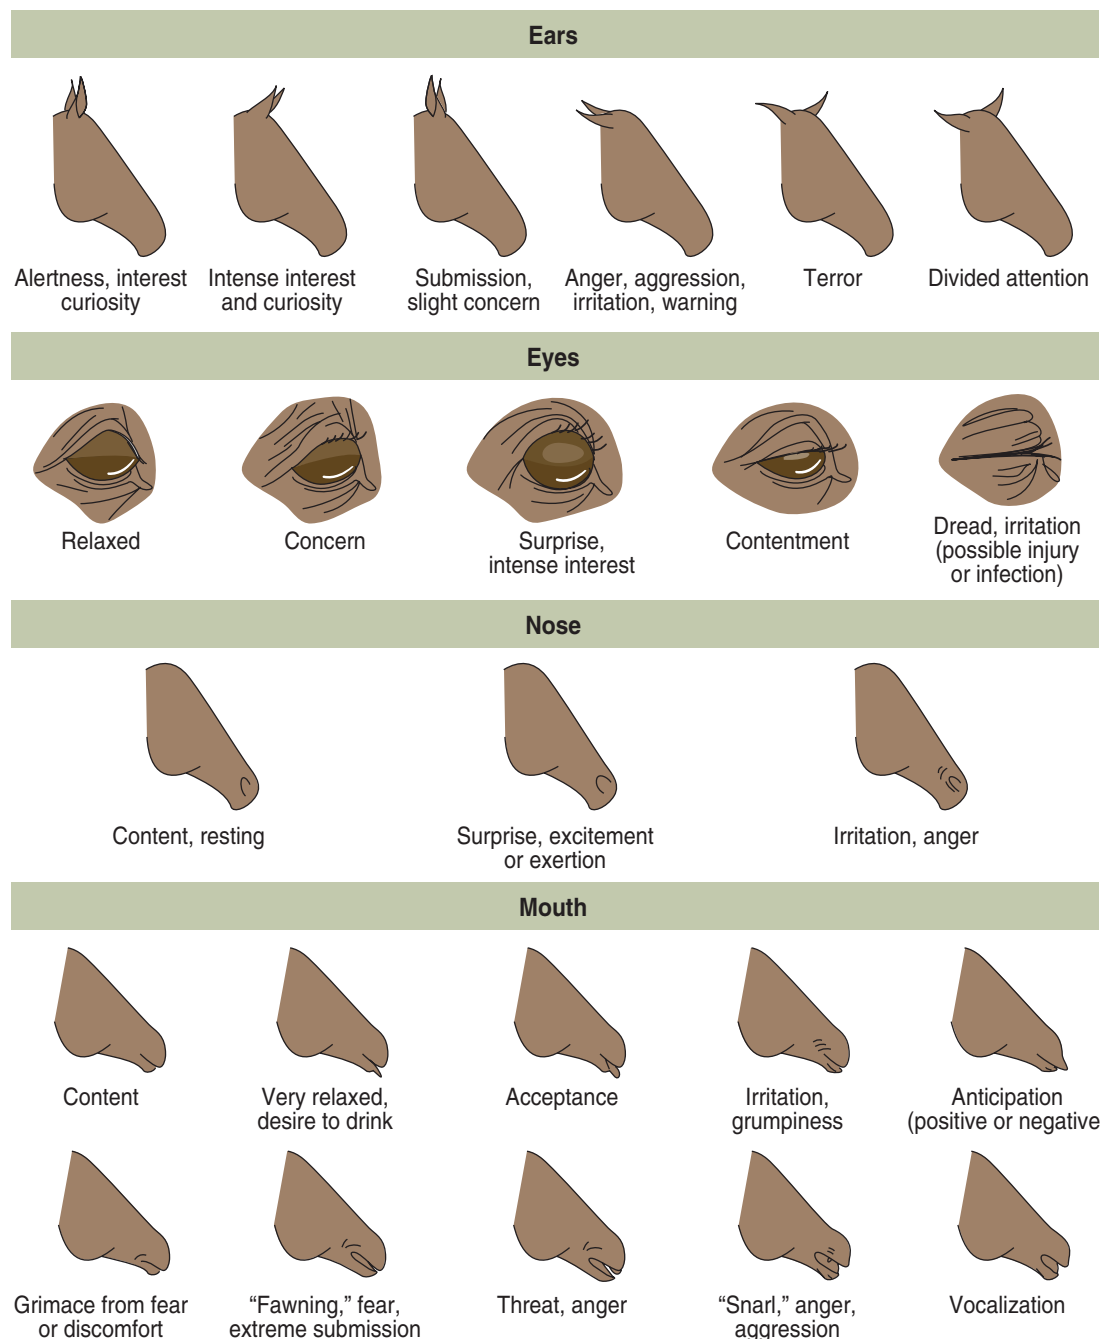 Ears
Alertness, interest
curiosity
Intense interest
and curiosity
Submission,
slight concern
Anger, aggression,
irritation, warning
Terror
Divided attention
Eyes
Relaxed
Concern
Surprise,
intense interest
Contentment
Dread, irritation
(possible injury
or infection)
Nose
Content, resting
Surprise, excitement
or exertion
Irritation, anger
Mouth
Content
Very relaxed,
desire to drink
Acceptance
Irritation,
grumpiness
Anticipation
(positive or negative
Grimace from fear
or discomfort
“Fawning,” fear,
extreme submission
Threat, anger
“Snarl,” anger,
aggression
Vocalization